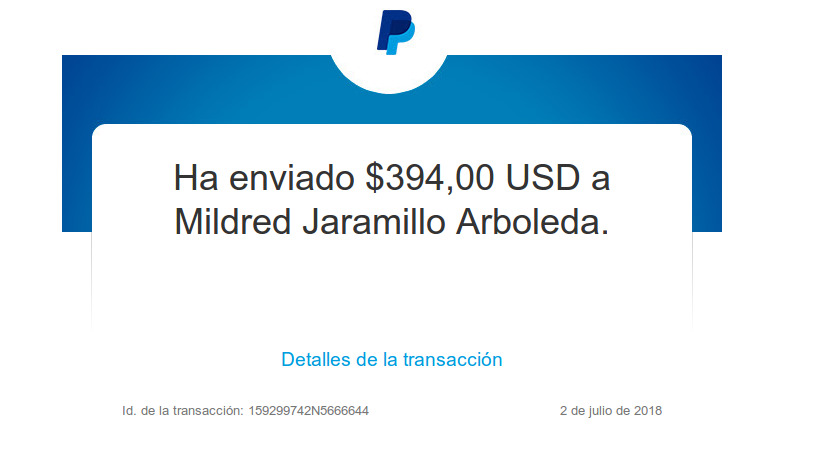 Ha enviado $394,00 USD a
Mildred Jaramillo Arboleda.
Detalles de la transacción
Id. de la transacción: 159299742N5666644
2 de julio de 2018